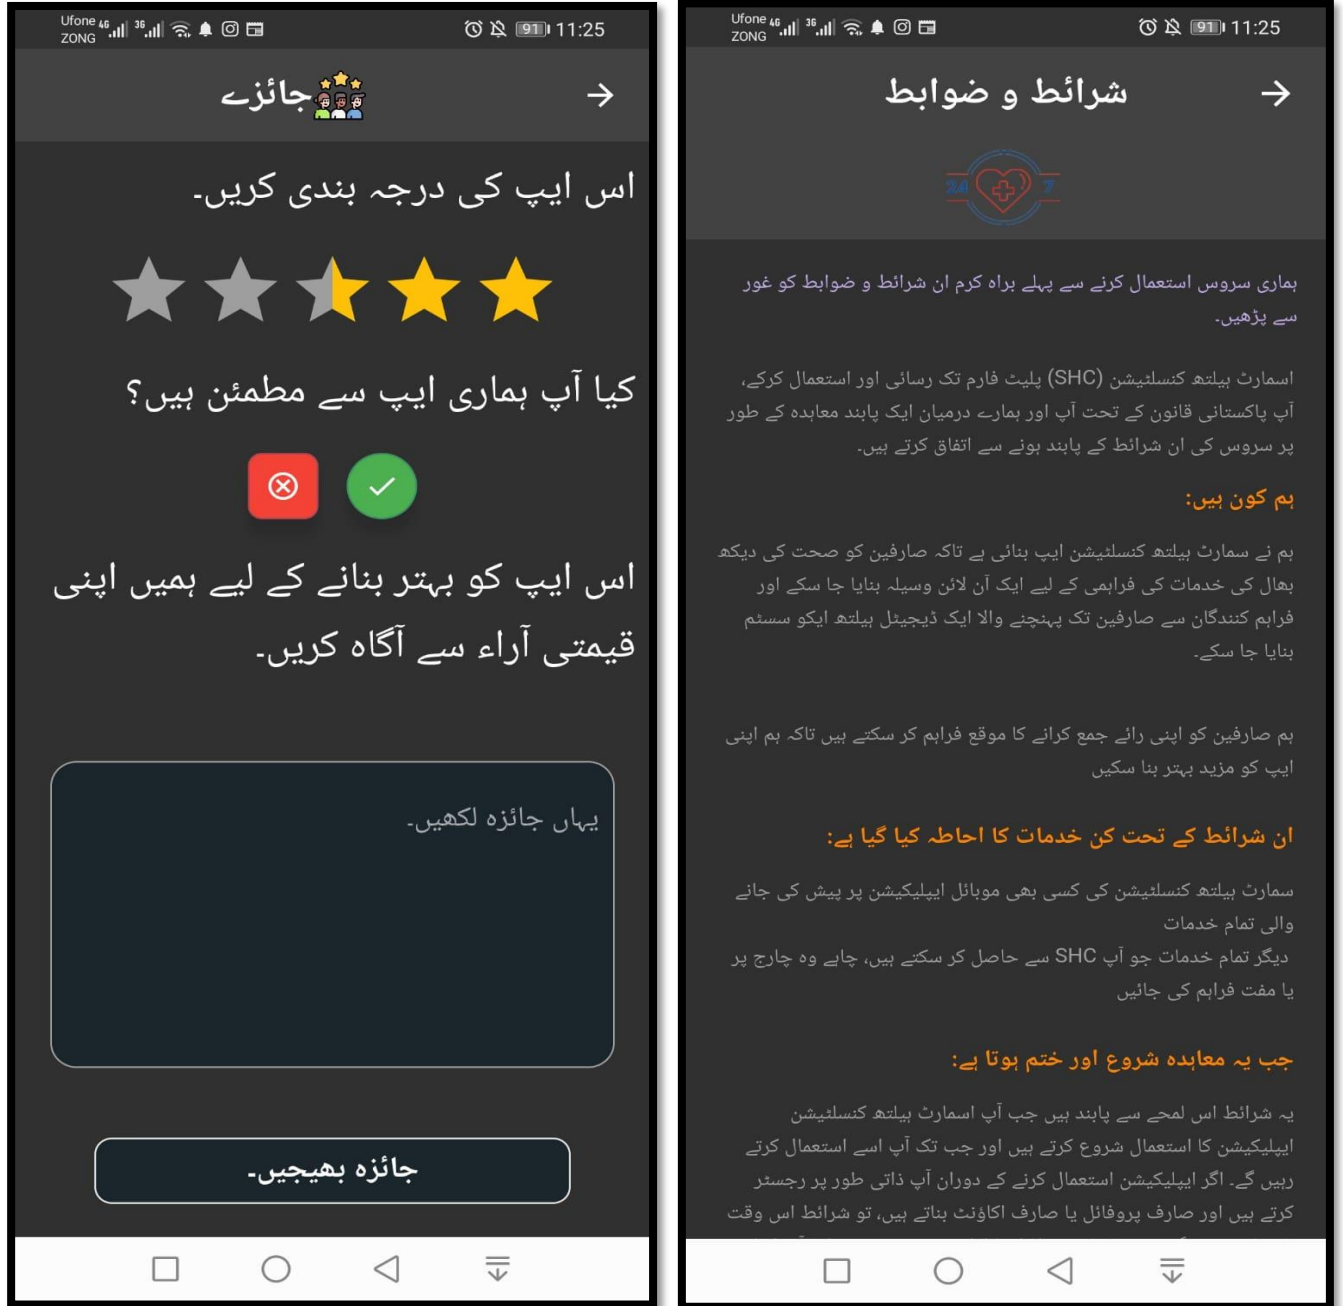 Ufone 4G 3G
ZONG
91 11:25
جائزے
اس ایپ کی درجہ بندی کریں۔
کیا آپ ہماری ایپ سے مطمئن ہیں؟
اس ایپ کو بہتر بنانے کے لیے ہمیں اپنی
قیمتی آراء سے آگاہ کریں۔
یہاں جائزہ لکھیں۔
جائزہ بھیجیں۔
Ufone 4G 3G
ZONG
91 11:25
شرائط و ضوابط
24 7
ہماری سروس استعمال کرنے سے پہلے براہ کرم ان شرائط و ضوابط کو غور
سے پڑھیں۔
اسمارٹ ہیلتھ کنسلٹیشن (SHC) پلیٹ فارم تک رسائی اور استعمال کرکے،
آپ پاکستانی قانون کے تحت آپ اور ہمارے درمیان ایک پابند معاہدہ کے طور
پر سروس کی ان شرائط کے پابند ہونے سے اتفاق کرتے ہیں۔
ہم کون ہیں:
ہم نے سمارٹ ہیلتھ کنسلٹیشن ایپ بنائی ہے تاکہ صارفین کو صحت کی دیکھ
بھال کی خدمات کی فراہمی کے لیے ایک آن لائن وسیلہ بنایا جا سکے اور
فراہم کنندگان سے صارفین تک پہنچنے والا ایک ڈیجیٹل ہیلتھ ایکو سسٹم
بنایا جا سکے۔
ہم صارفین کو اپنی رائے جمع کرانے کا موقع فراہم کر سکتے ہیں تاکہ ہم اپنی
ایپ کو مزید بہتر بنا سکیں
ان شرائط کے تحت کن خدمات کا احاطہ کیا گیا ہے:
سمارٹ ہیلتھ کنسلٹیشن کی کسی بھی موبائل ایپلیکیشن پر پیش کی جانے
والی تمام خدمات
دیگر تمام خدمات جو آپ SHC سے حاصل کر سکتے ہیں، چاہے وہ چارج پر
یا مفت فراہم کی جائیں
جب یہ معاہدہ شروع اور ختم ہوتا ہے:
یہ شرائط اس لمحے سے پابند ہیں جب آپ اسمارٹ ہیلتھ کنسلٹیشن
ایپلیکیشن کا استعمال شروع کرتے ہیں اور جب تک آپ اسے استعمال کرتے
رہیں گے۔ اگر ایپلیکیشن استعمال کرنے کے دوران آپ ذاتی طور پر رجسٹر
کرتے ہیں اور صارف پروفائل یا صارف اکاؤنٹ بناتے ہیں، تو شرائط اس وقت